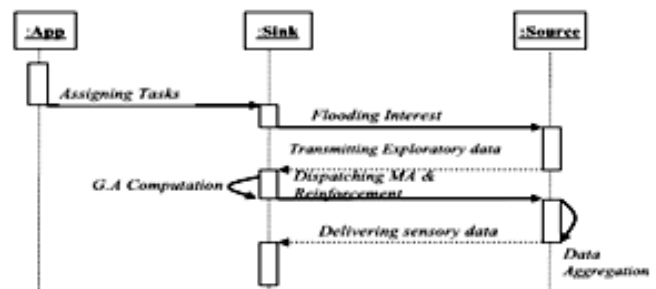 :App
:Sink
:Source
Assigning Tasks
Flooding Interest
Transmitting Exploratory data
Dispatching MA &
Reinforcement
G.A Computation
Delivering sensory data
Data
Aggregation